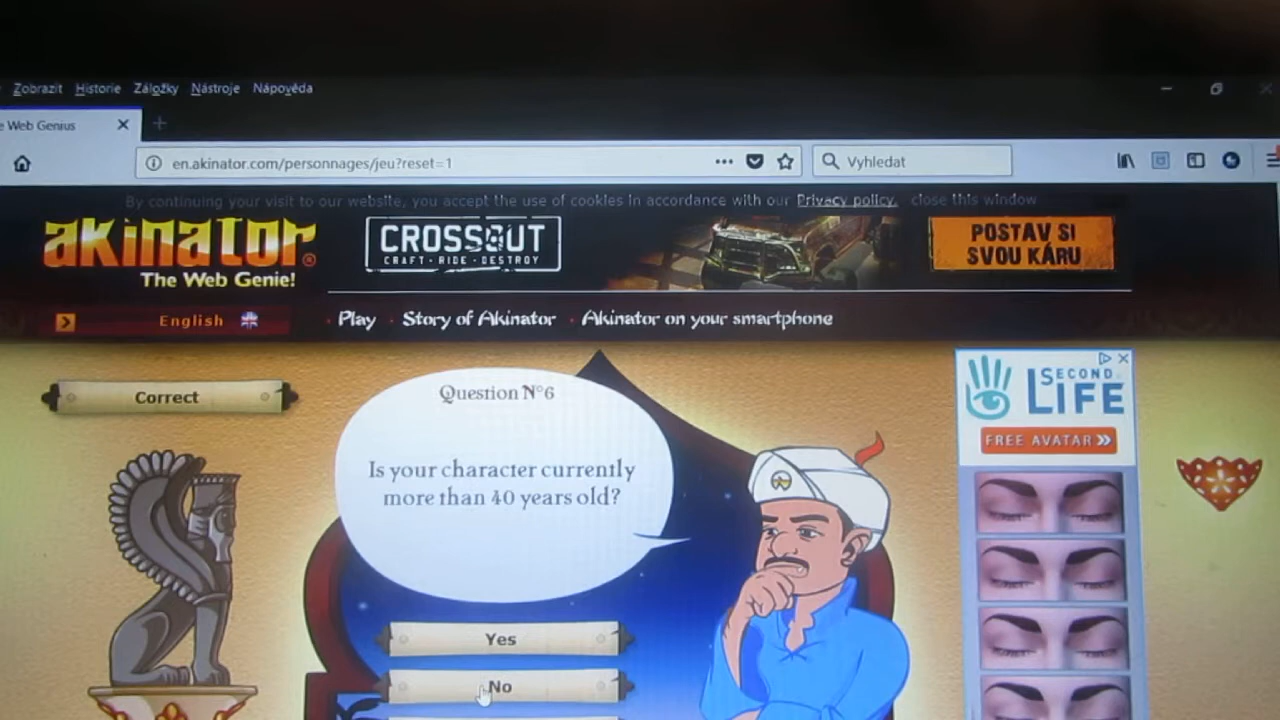 Zobrazit Historie Záložky Nástroje Nápověda
e Web Genius
en.akinator.com/personnages/jeu?reset=1
Vyhledat
By continuing your visit to our website, you accept the use of cookies in accordance with our Privacy policy. close this window
akinator®
The Web Genie!
CROSSOUT
CRAFT · RIDE · DESTROY
POSTAV SI
SVOU KÁRU
English
Play
Story of Akinator
Akinator on your smartphone
Correct
Question N°6
Is your character currently
more than 40 years old?
Yes
No
SECOND
LIFE
FREE AVATAR